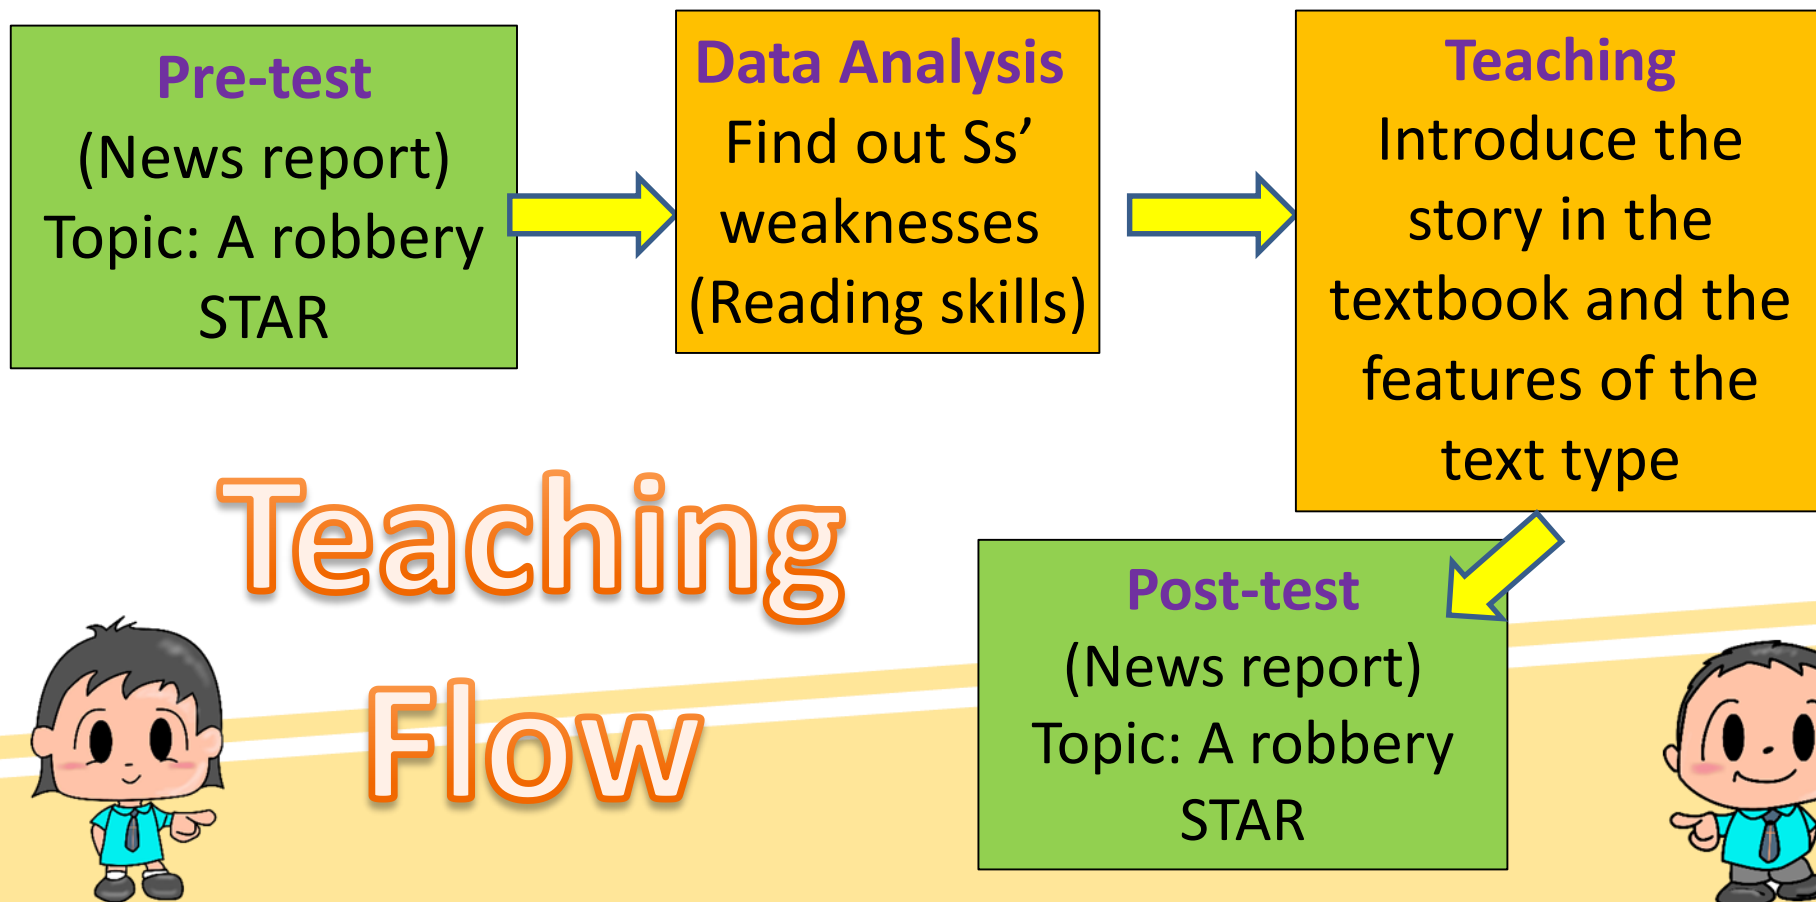 Pre-test
(News report)
Topic: A robbery
STAR
Data Analysis
Find out Ss’
weaknesses
(Reading skills)
Teaching
Introduce the
story in the
textbook and the
features of the
text type
Teaching
Flow
Post-test
(News report)
Topic: A robbery
STAR